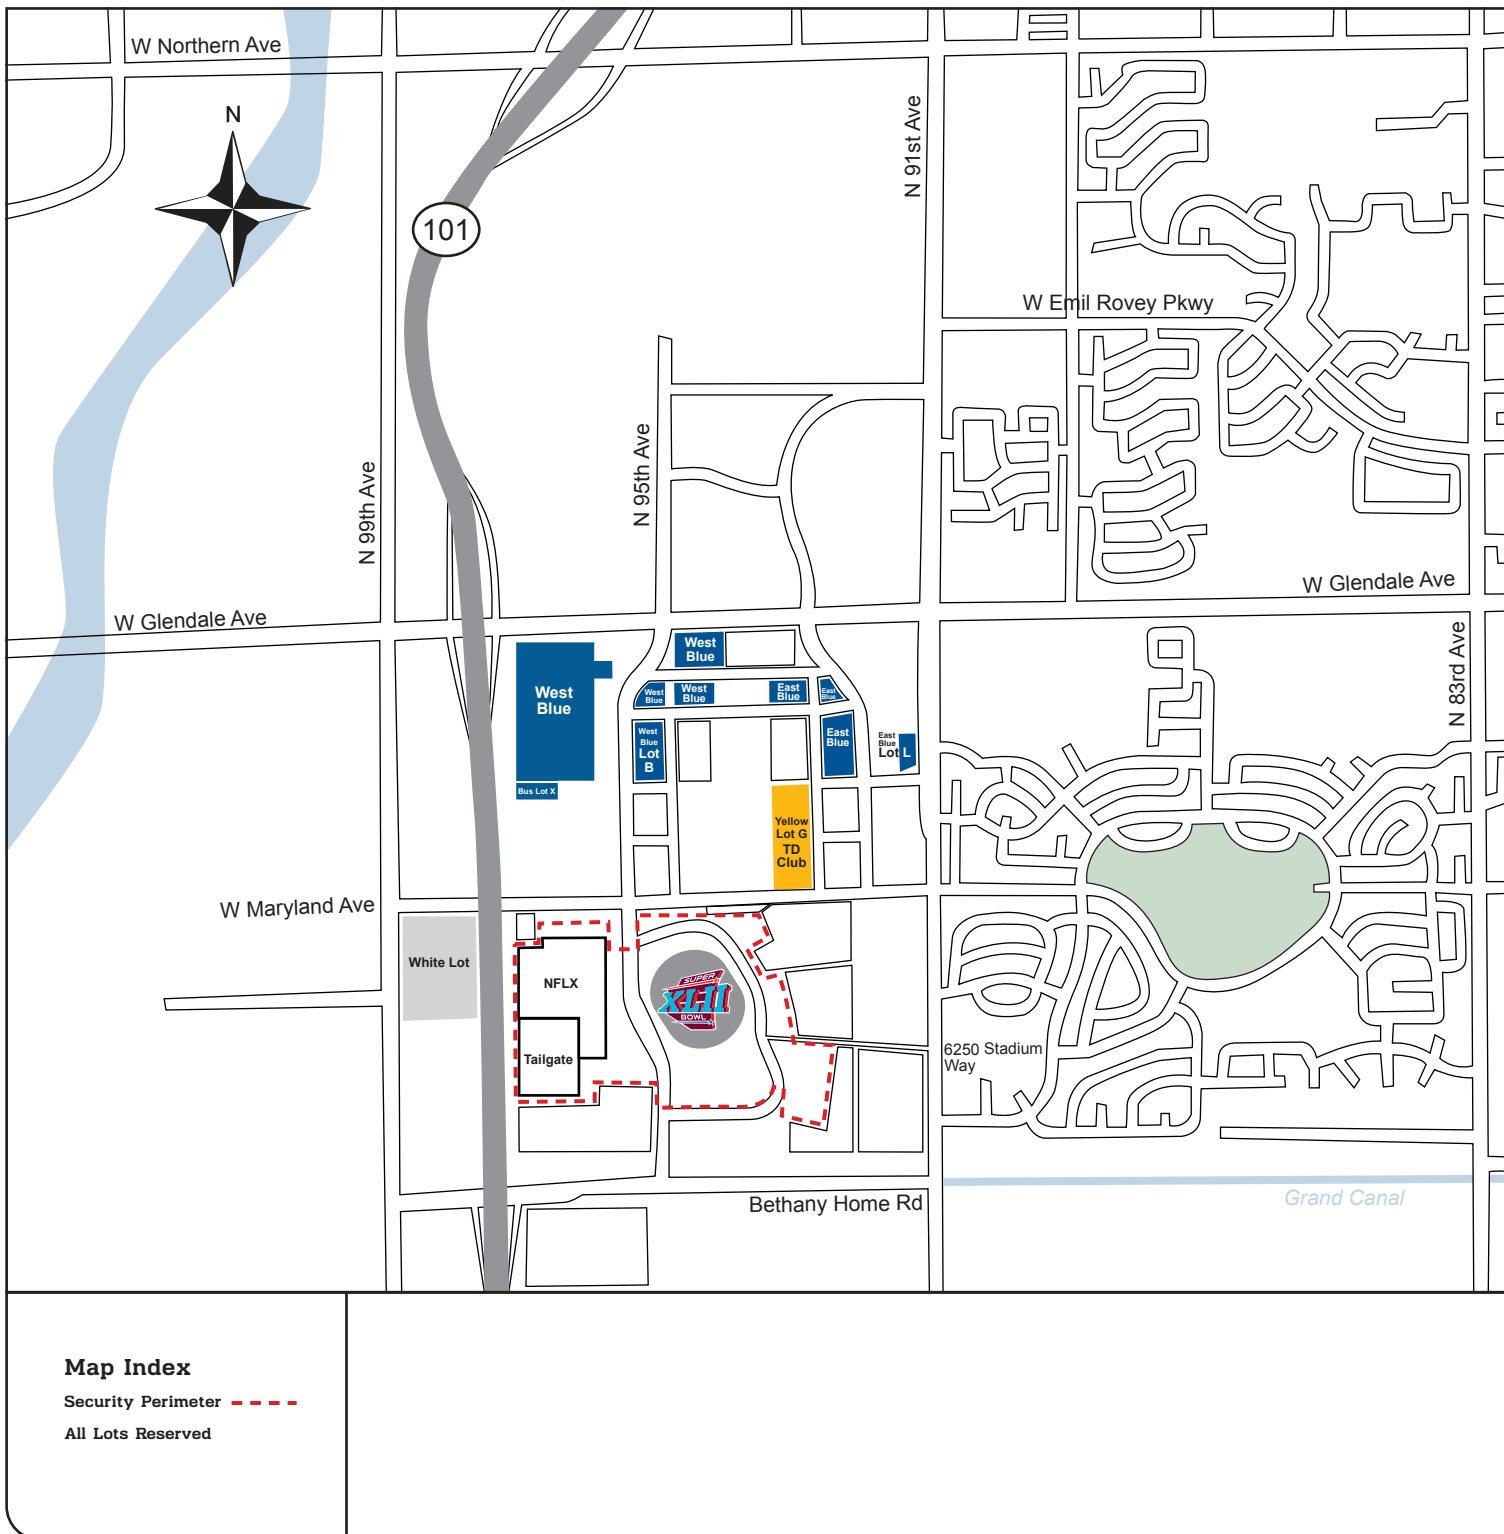 W Northern Ave
N
101
N 91st Ave
W Emil Rovey Pkwy
N 95th Ave
N 99th Ave
W Glendale Ave
W Glendale Ave
N 83rd Ave
West
Blue
West
Blue
West
Blue
West
Blue
East
Blue
East
Blue
West
Blue
Lot
B
East
Blue
East
Blue
Lot L
Bus Lot X
Yellow
Lot G
TD
Club
W Maryland Ave
White Lot
NFLX
SUPER
XLII
BOWL
Tailgate
6250 Stadium
Way
Bethany Home Rd
Grand Canal
Map Index
Security Perimeter
All Lots Reserved